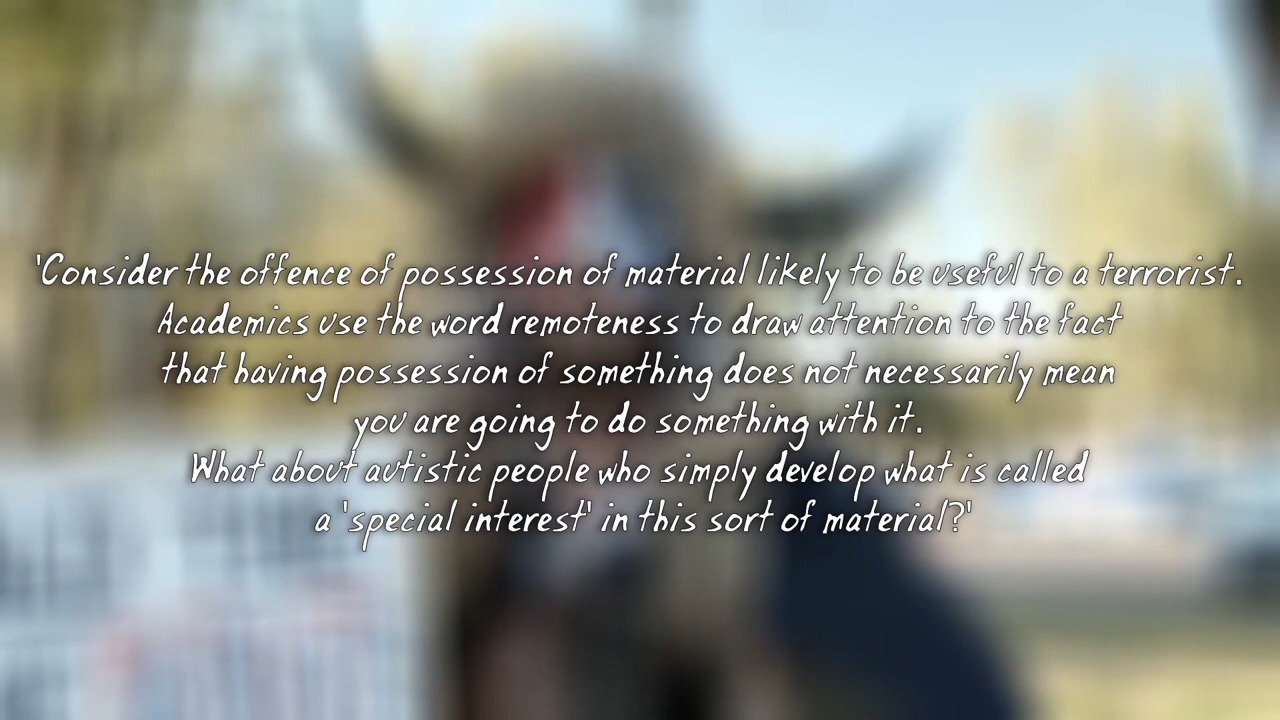 'Consider the offence of possession of material likely to be useful to a terrorist.
Academics use the word remoteness to draw attention to the fact
that having possession of something does not necessarily mean
you are going to do something with it.
What about autistic people who simply develop what is called
a 'special interest' in this sort of material?'